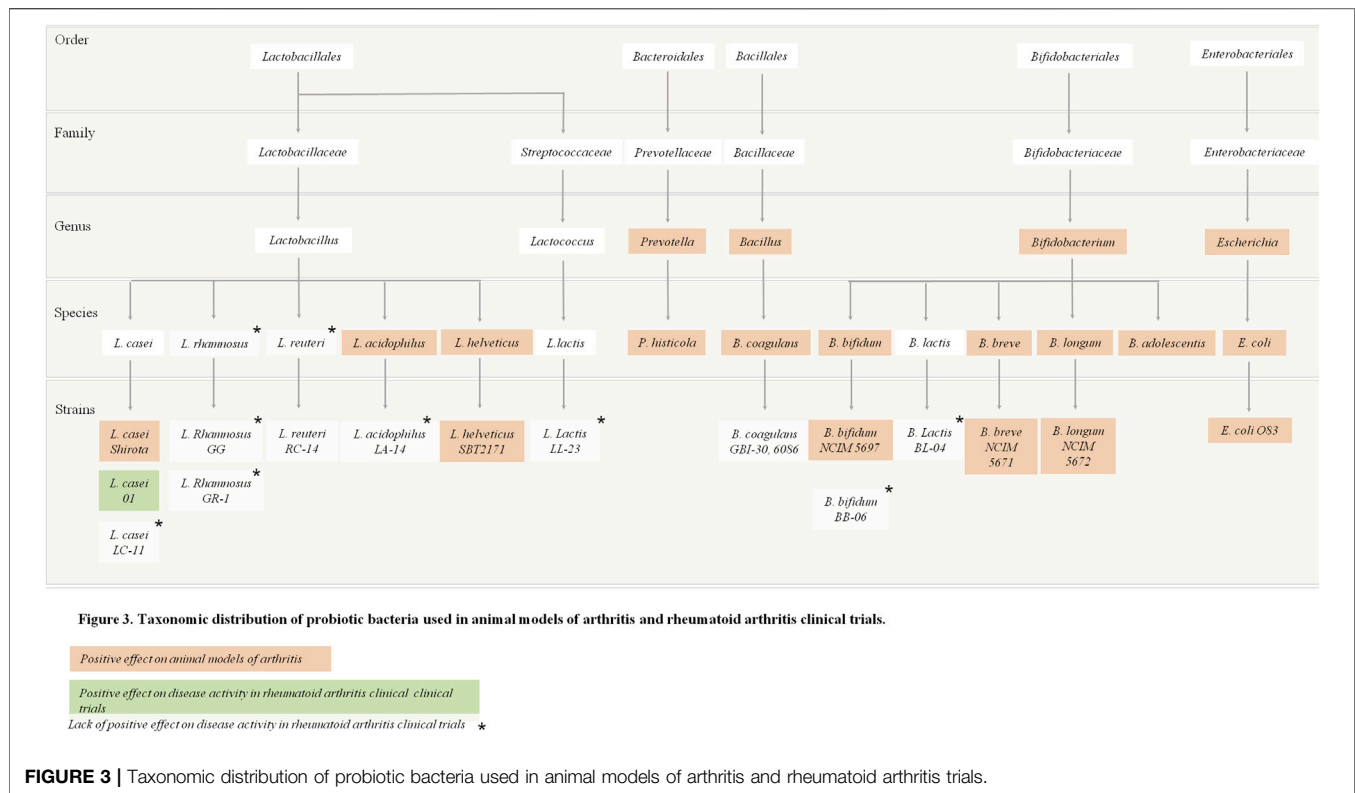 Order
Lactobacillales
Bacteroidales
Bacillales
Bifidobacteriales
Enterobacteriales
Family
Lactobacillaceae
Streptococcaceae
Prevotellaceae
Bacillaceae
Bifidobacteriaceae
Enterobacteriaceae
Genus
Lactobacillus
Lactococcus
Prevotella
Bacillus
Bifidobacterium
Escherichia
Species
L. casei
L. rhamnosus *
L. reuteri *
L. acidophilus
L. helveticus
L.lactis
P. histicola
B. coagulans
B. bifidum
B. lactis
B. breve
B. longum
B. adolescentis
E. coli
Strains
L. casei
Shirota
L. Rhamnosus *
GG
L. reuteri
RC-14
L. acidophilus *
LA-14
L. helveticus
SBT2171
L. Lactis *
LL-23
B. coagulans
GBI-30, 6086
B. bifidum
NCIM 5697
B. Lactis *
BL-04
B. breve
NCIM
5671
B. longum
NCIM
5672
E. coli O83
L. casei
01
L. Rhamnosus *
GR-1
B. bifidum *
BB-06
L. casei *
LC-11
Figure 3. Taxonomic distribution of probiotic bacteria used in animal models of arthritis and rheumatoid arthritis clinical trials.
Positive effect on animal models of arthritis
Positive effect on disease activity in rheumatoid arthritis clinical clinical
trials
Lack of positive effect on disease activity in rheumatoid arthritis clinical trials *
FIGURE 3 | Taxonomic distribution of probiotic bacteria used in animal models of arthritis and rheumatoid arthritis trials.